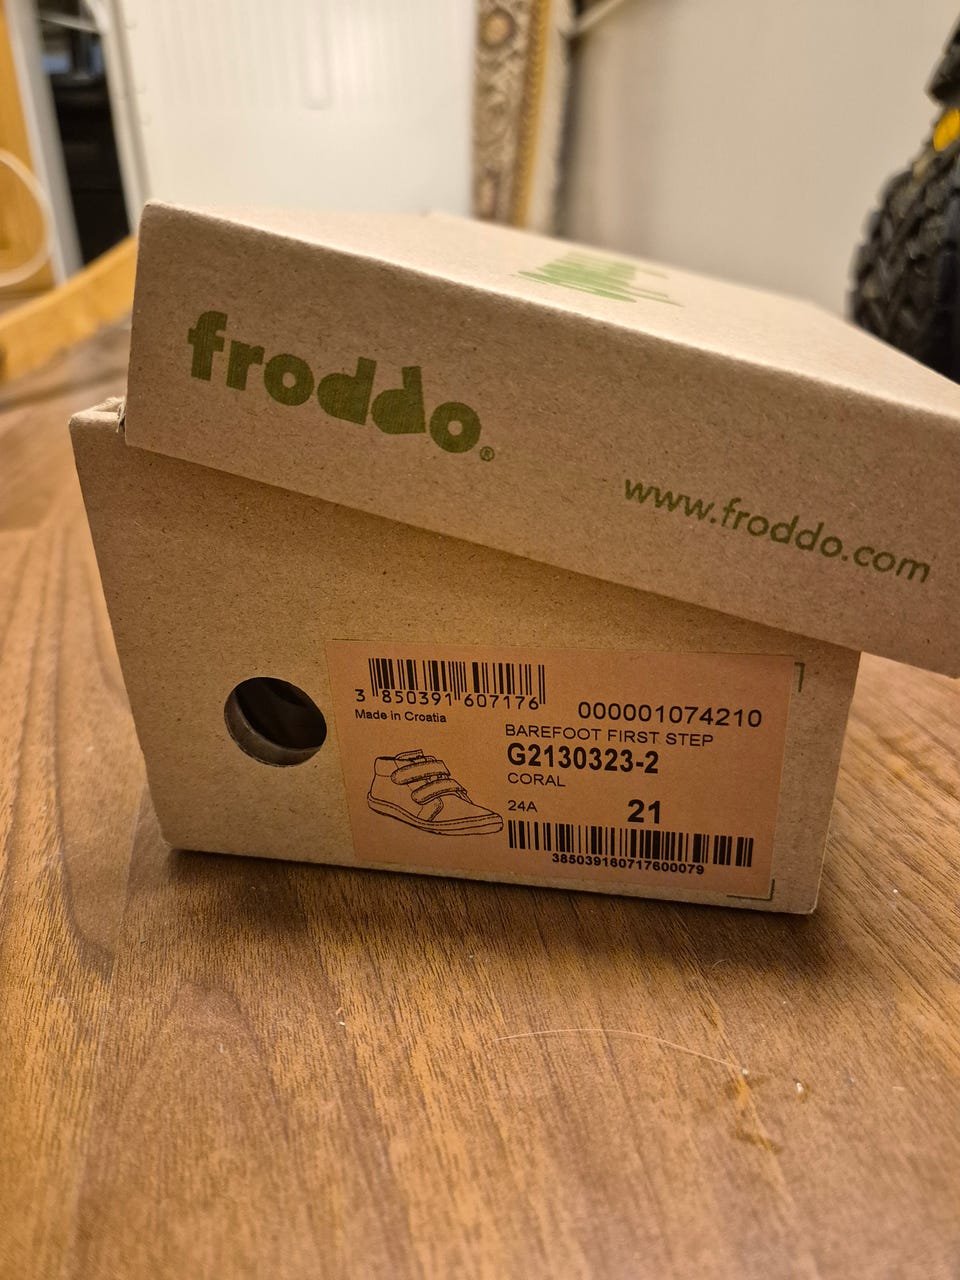 froddo®
www.froddo.com
3 850391 607176
Made in Croatia
000001074210
BAREFOOT FIRST STEP
G2130323-2
CORAL
24A 21
385039160717600079